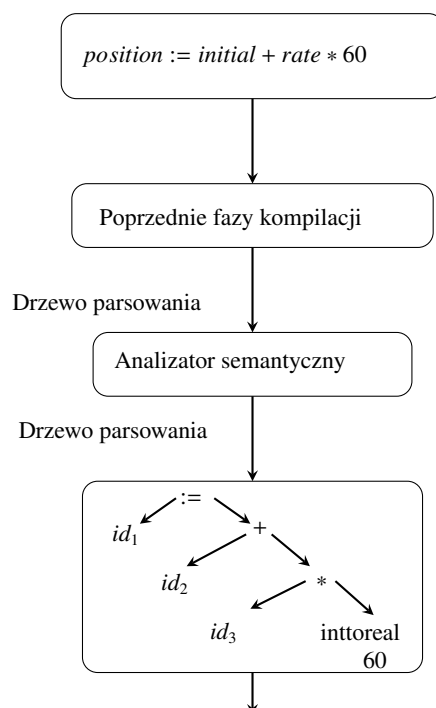 position := initial + rate ∗ 60
Poprzednie fazy kompilacji
Drzewo parsowania
Analizator semantyczny
Drzewo parsowania
:=
id₁
+
id₂
∗
id₃
inttoreal
60